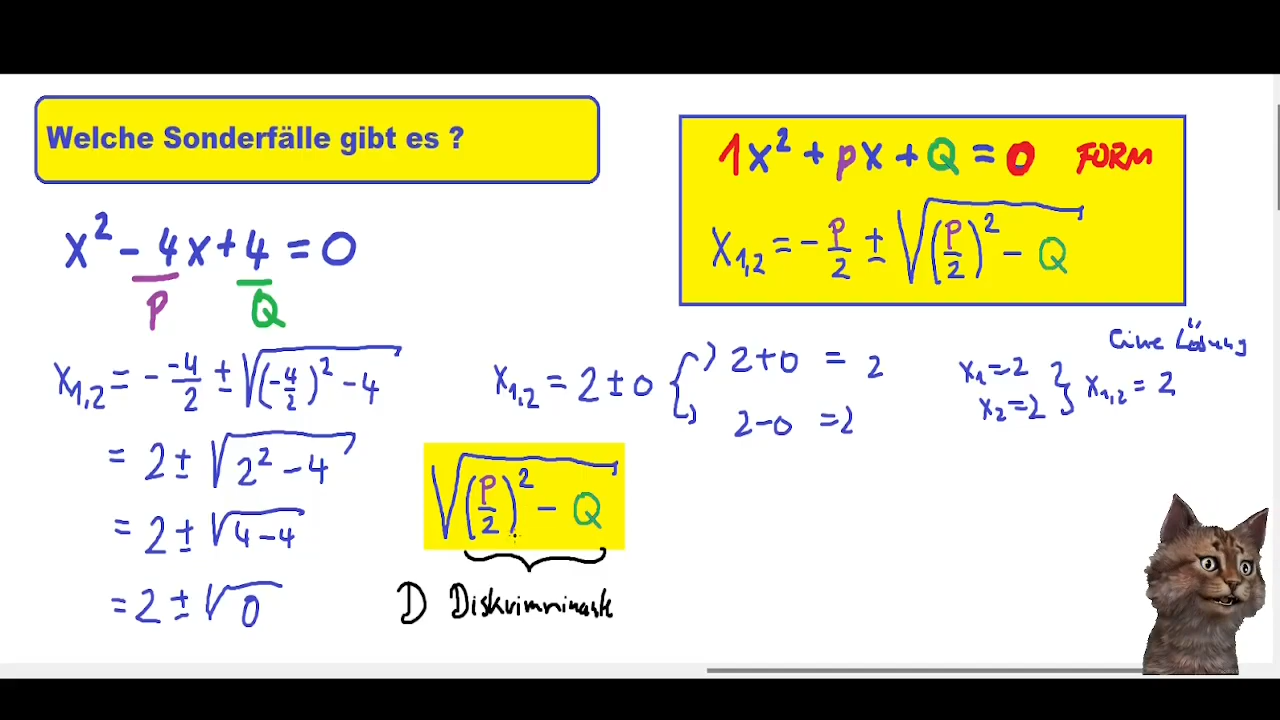 Welche Sonderfälle gibt es ?
1x² + px + Q = 0 FORM
x₁,₂ = -p/2 ± √((p/2)² - Q)
x² - 4x + 4 = 0
P Q
x₁,₂ = - -4/2 ± √((-4/2)² - 4)
= 2 ± √(2² - 4)
= 2 ± √(4 - 4)
= 2 ± √0
x₁,₂ = 2 ± 0
2+0 = 2
2-0 = 2
Eine Lösung
x₁ = 2
x₂ = 2
x₁,₂ = 2
√((p/2)² - Q)
D Diskriminante